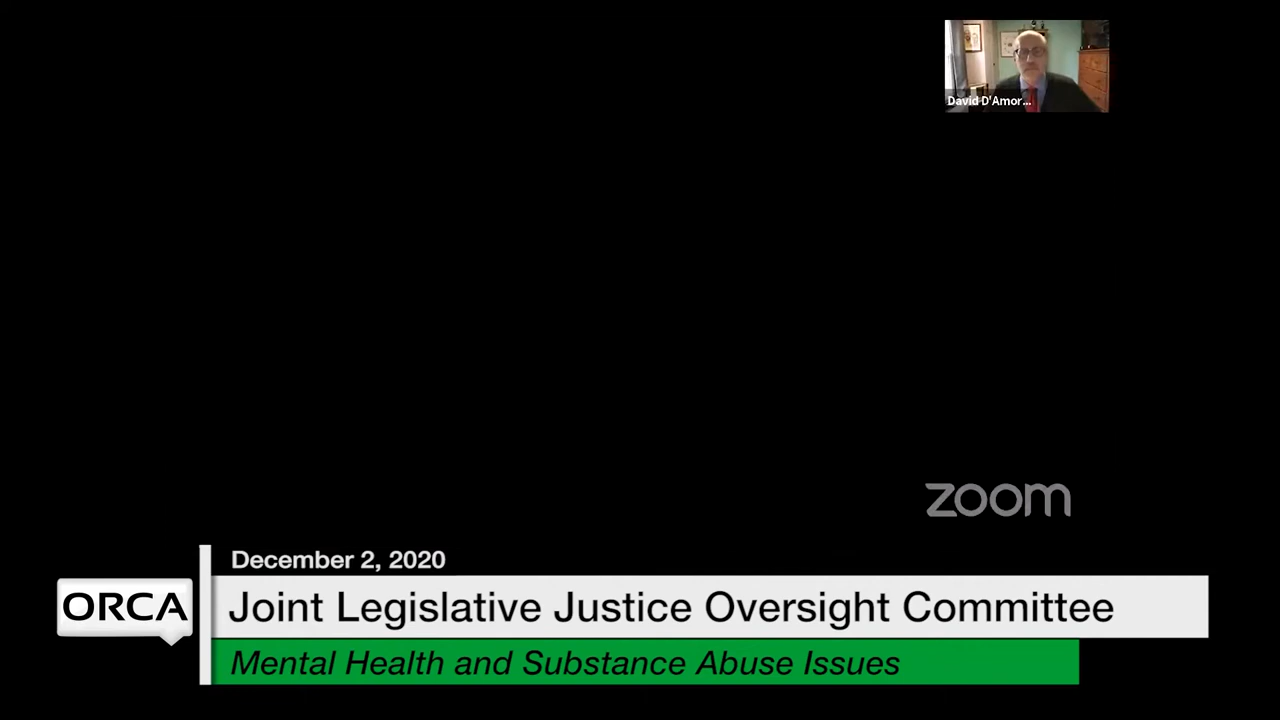 David D'Amor...
zoom
December 2, 2020
ORCA
Joint Legislative Justice Oversight Committee
Mental Health and Substance Abuse Issues